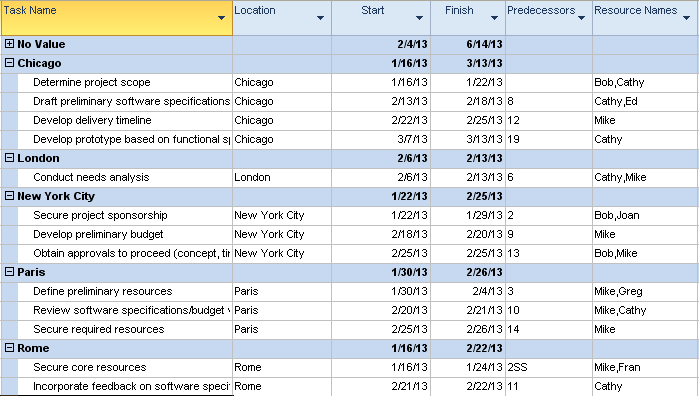 Task Name Location Start Finish Predecessors Resource Names
No Value 2/4/13 6/14/13
Chicago 1/16/13 3/13/13
Determine project scope Chicago 1/16/13 1/22/13 Bob,Cathy
Draft preliminary software specifications Chicago 2/13/13 2/18/13 8 Cathy,Ed
Develop delivery timeline Chicago 2/22/13 2/25/13 12 Mike
Develop prototype based on functional Chicago 3/7/13 3/13/13 19 Cathy
London 2/6/13 2/13/13
Conduct needs analysis London 2/6/13 2/13/13 6 Cathy,Mike
New York City 1/22/13 2/25/13
Secure project sponsorship New York City 1/22/13 1/29/13 2 Bob,Joan
Develop preliminary budget New York City 2/18/13 2/20/13 9 Mike
Obtain approvals to proceed (concept, New York City 2/25/13 2/25/13 13 Bob,Mike
Paris 1/30/13 2/26/13
Define preliminary resources Paris 1/30/13 2/4/13 3 Mike,Greg
Review software specifications/budget Paris 2/20/13 2/21/13 10 Mike,Cathy
Secure required resources Paris 2/25/13 2/26/13 14 Mike
Rome 1/16/13 2/22/13
Secure core resources Rome 1/16/13 1/24/13 2SS Mike,Fran
Incorporate feedback on software speci Rome 2/21/13 2/22/13 11 Cathy